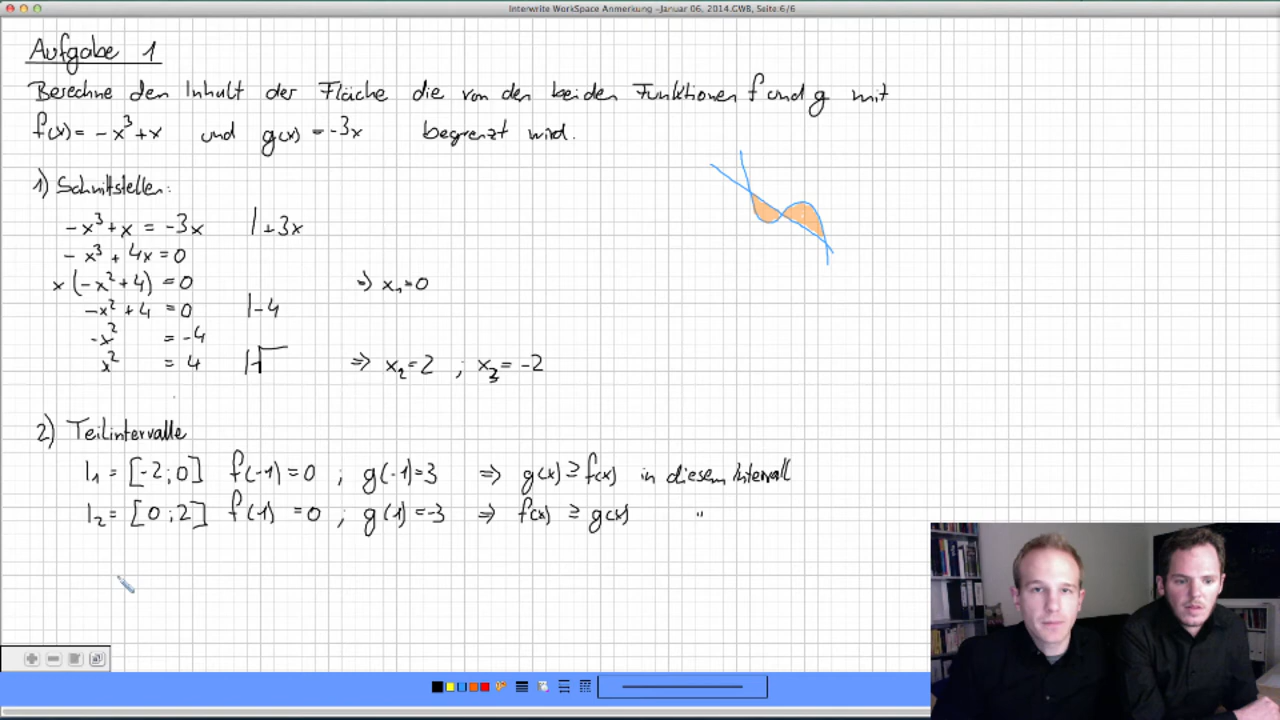 Interwrite WorkSpace Anmerkung -Januar 06, 2014.GWB, Seite 6/6
Aufgabe 1
Berechne den Inhalt der Fläche die von den beiden Funktionen f und g mit
f(x) = -x³+x und g(x) = -3x begrenzt wird.
1) Schnittstellen:
-x³+x = -3x |+3x
-x³ + 4x = 0
x(-x²+4) = 0 ⇒ x₁=0
-x²+4 = 0 |-4
-x² = -4
x² = 4 |√ ⇒ x₂=2 ; x₃=-2
2) Teilintervalle
I₁ = [-2;0] f(-1)=0 ; g(-1)=3 ⇒ g(x) ≥ f(x) in diesem Intervall
I₂ = [0;2] f(1) =0 ; g(1)=-3 ⇒ f(x) ≥ g(x) "